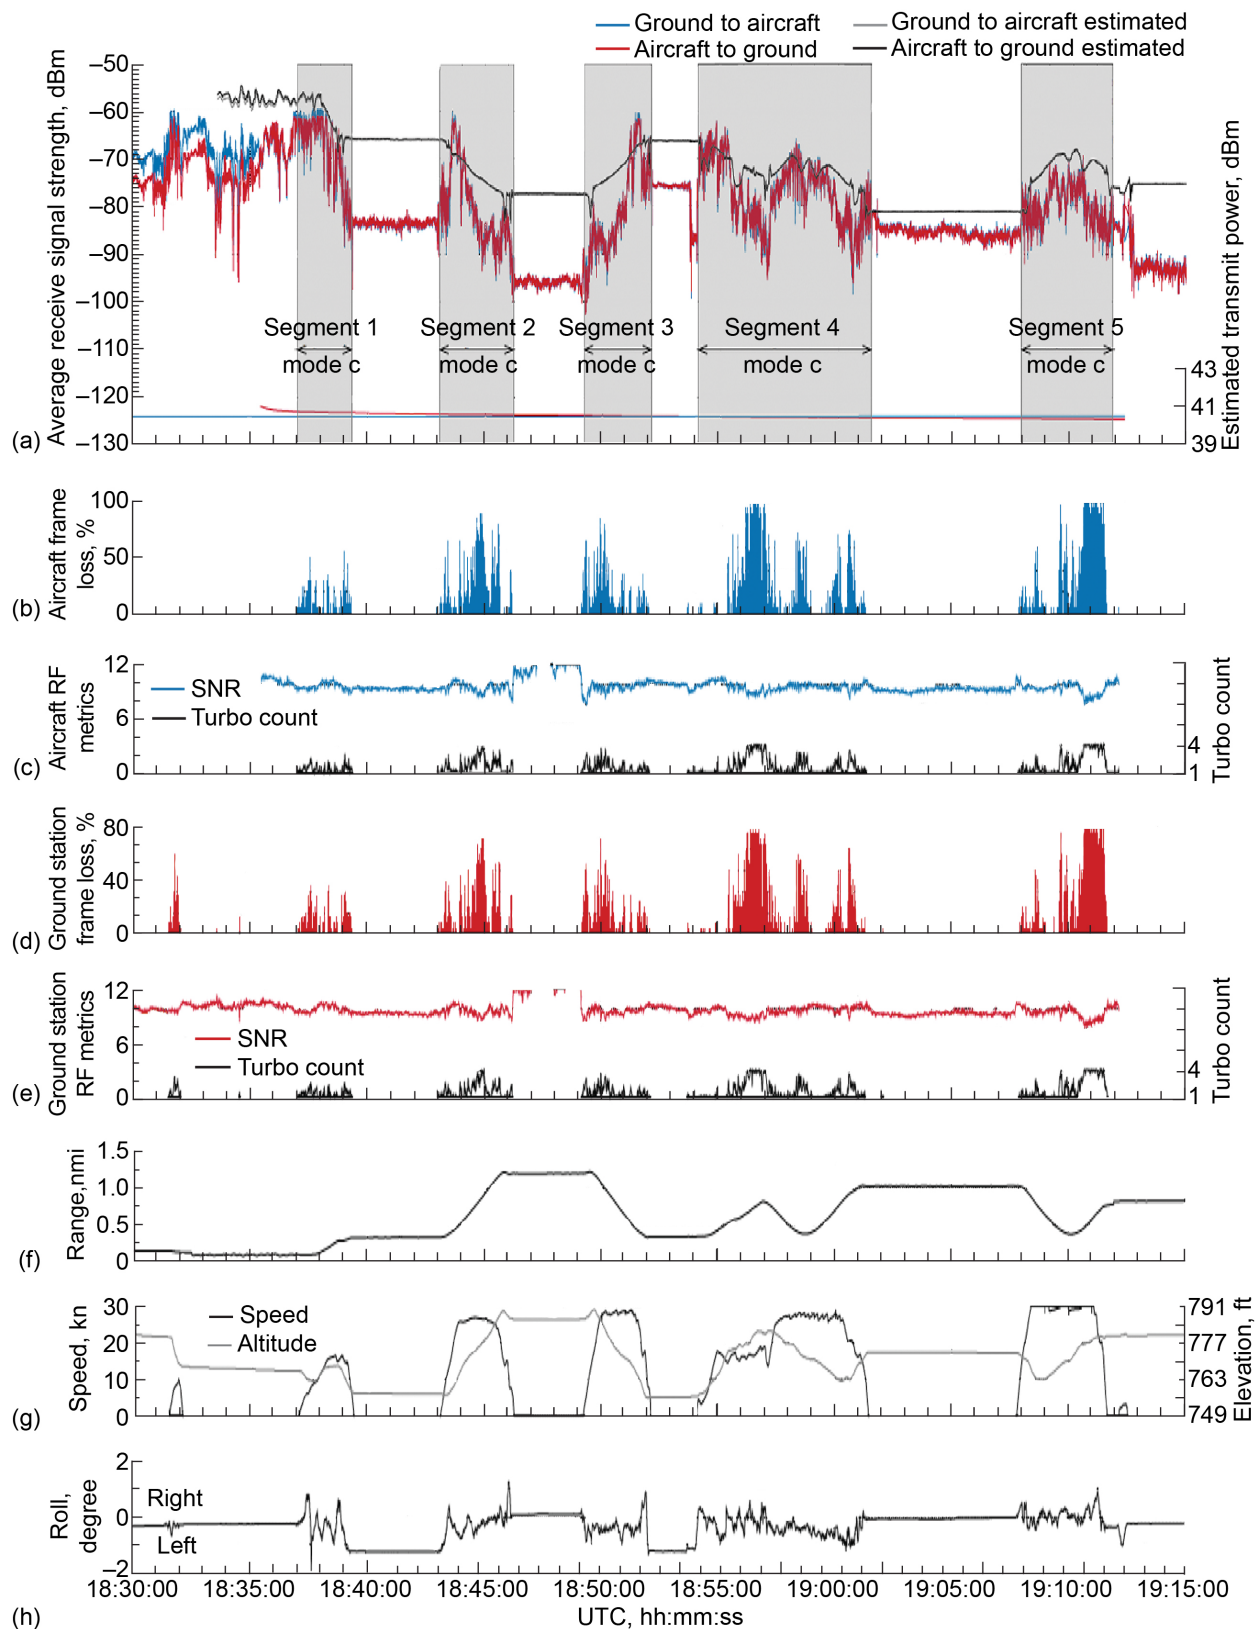 Ground to aircraft
Ground to aircraft estimated
Aircraft to ground
Aircraft to ground estimated
(a)
Average receive signal strength, dBm
–50
–60
–70
–80
–90
–100
–110
–120
–130
Segment 1
Segment 2
Segment 3
Segment 4
Segment 5
mode c
mode c
mode c
mode c
mode c
43
41
39
Estimated transmit power, dBm
(b)
Aircraft frame
loss, %
100
50
0
(c)
Aircraft RF
metrics
12
6
0
SNR
Turbo count
4
1
Turbo count
(d)
Ground station
frame loss, %
80
40
0
(e)
Ground station
RF metrics
12
6
0
SNR
Turbo count
4
1
Turbo count
(f)
Range,nmi
1.5
1.0
0.5
0
(g)
Speed, kn
30
20
10
0
Speed
Altitude
791
777
763
749
Elevation, ft
(h)
Roll,
degree
2
0
–2
Right
Left
18:30:00 18:35:00 18:40:00 18:45:00 18:50:00 18:55:00 19:00:00 19:05:00 19:10:00 19:15:00
UTC, hh:mm:ss